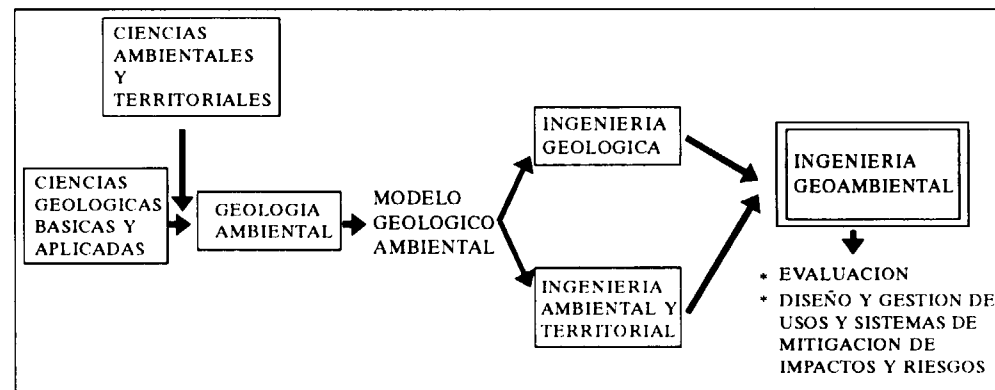 CIENCIAS
AMBIENTALES
Y
TERRITORIALES
CIENCIAS
GEOLOGICAS
BASICAS Y
APLICADAS
GEOLOGIA
AMBIENTAL
MODELO
GEOLOGICO
AMBIENTAL
INGENIERIA
GEOLOGICA
INGENIERIA
AMBIENTAL Y
TERRITORIAL
INGENIERIA
GEOAMBIENTAL
* EVALUACION
* DISEÑO Y GESTION DE
USOS Y SISTEMAS DE
MITIGACION DE
IMPACTOS Y RIESGOS